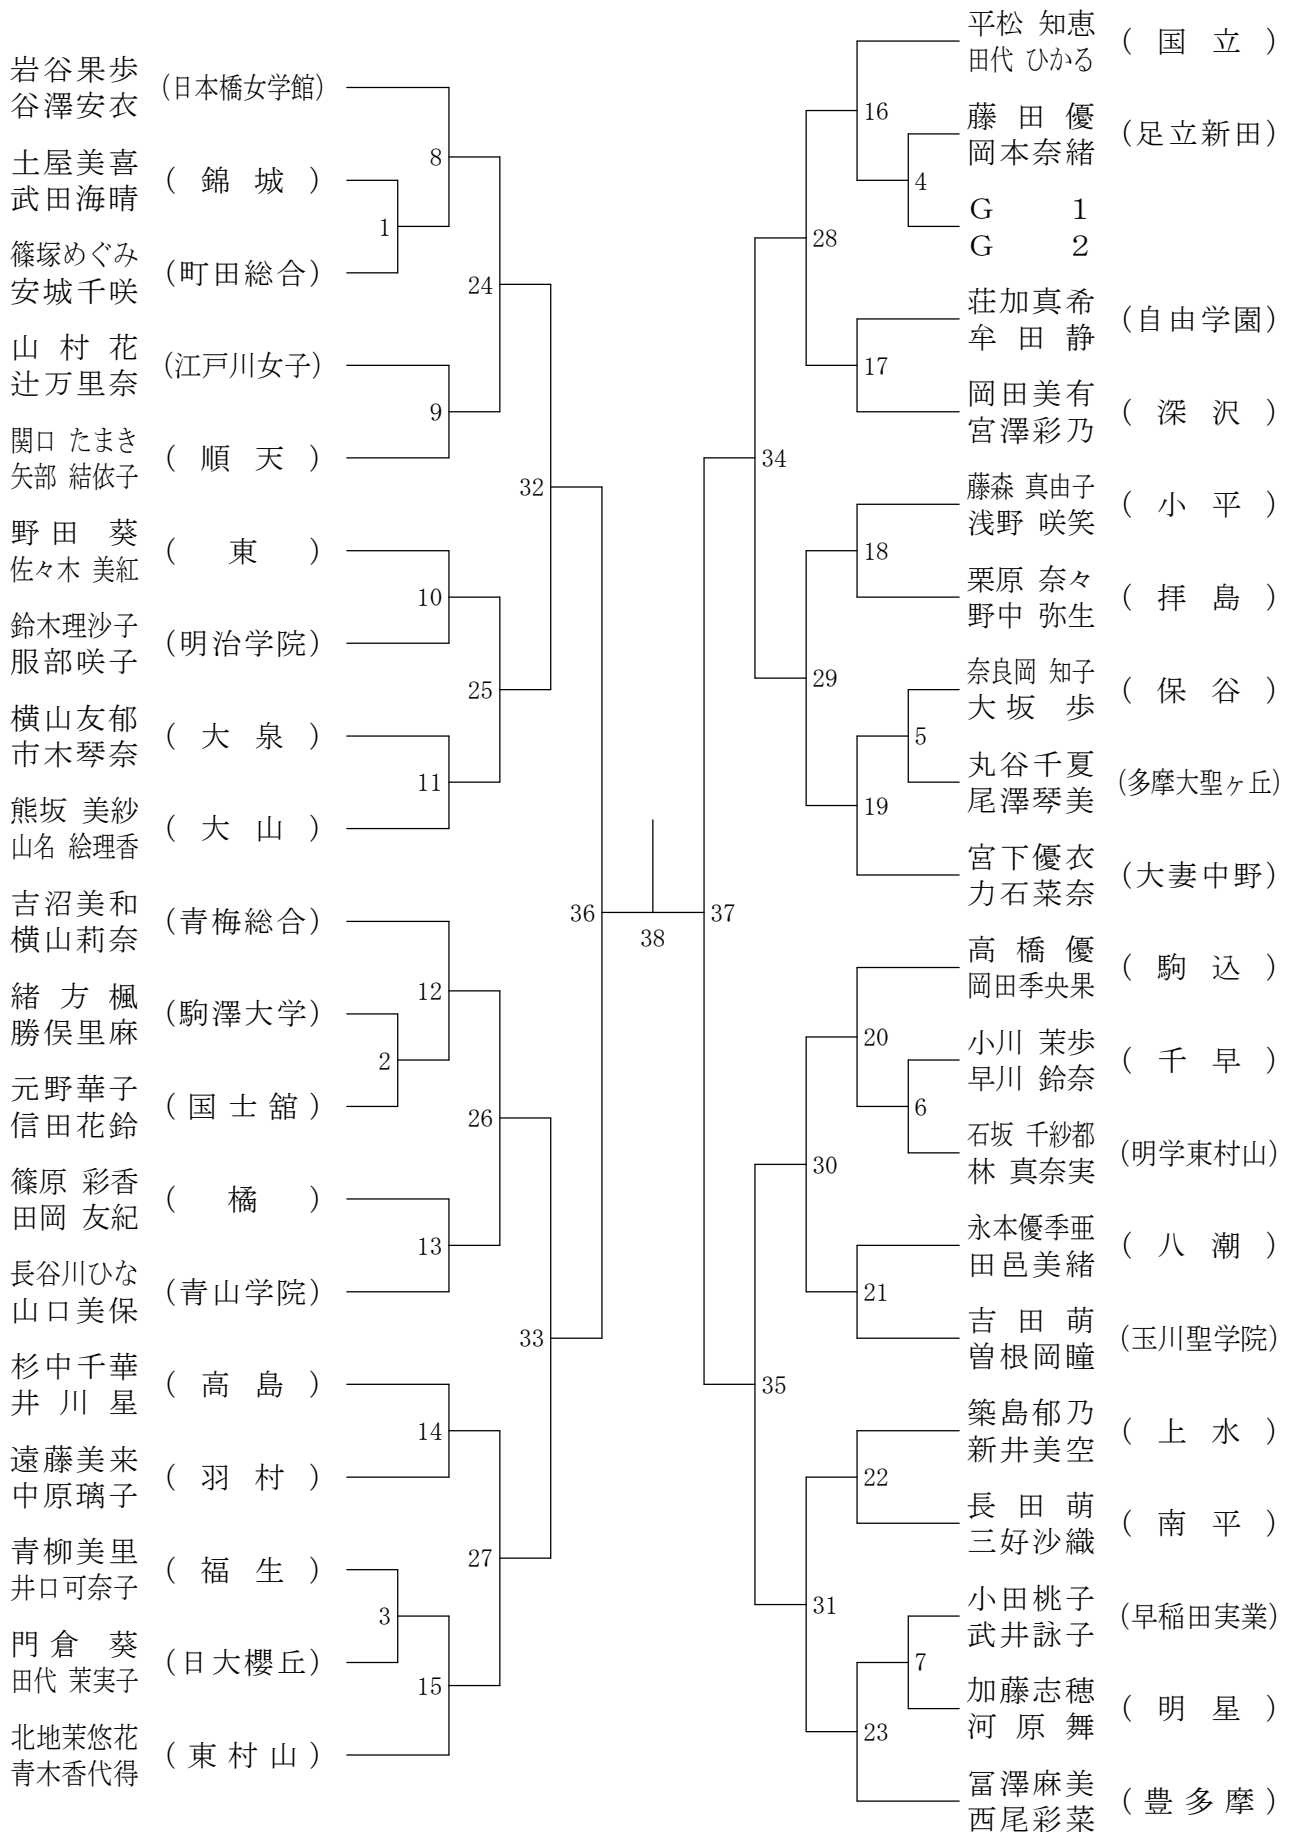 岩谷果歩
谷澤安衣
(日本橋女学館)
土屋美喜
武田海晴
(錦城)
篠塚めぐみ
安城千咲
(町田総合)
山村花
辻万里奈
(江戸川女子)
関口 たまき
矢部 結依子
(順天)
野田 葵
佐々木 美紅
(東)
鈴木理沙子
服部咲子
(明治学院)
横山友郁
市木琴奈
(大泉)
熊坂 美紗
山名 絵理香
(大山)
吉沼美和
横山莉奈
(青梅総合)
緒方楓
勝俣里麻
(駒澤大学)
元野華子
信田花鈴
(国士舘)
篠原 彩香
田岡 友紀
(橘)
長谷川ひな
山口美保
(青山学院)
杉中千華
井川星
(高島)
遠藤美来
中原璃子
(羽村)
青柳美里
井口可奈子
(福生)
門倉 葵
田代 茉実子
(日大櫻丘)
北地茉悠花
青木香代得
(東村山)
8
1
24
9
32
10
25
11
36
12
2
26
13
33
14
27
3
15
38
37
16
4
28
17
34
18
29
5
19
20
6
30
21
35
22
31
7
23
平松 知恵
田代 ひかる
(国立)
藤田優
岡本奈緒
(足立新田)
G 1
G 2
荘加真希
牟田静
(自由学園)
岡田美有
宮澤彩乃
(深沢)
藤森 真由子
浅野 咲笑
(小平)
栗原 奈々
野中 弥生
(拝島)
奈良岡 知子
大坂 歩
(保谷)
丸谷千夏
尾澤琴美
(多摩大聖ヶ丘)
宮下優衣
力石菜奈
(大妻中野)
高橋優
岡田季央果
(駒込)
小川 茉歩
早川 鈴奈
(千早)
石坂 千紗都
林 真奈実
(明学東村山)
永本優季亜
田邑美緒
(八潮)
吉田萌
曽根岡瞳
(玉川聖学院)
築島郁乃
新井美空
(上水)
長田萌
三好沙織
(南平)
小田桃子
武井詠子
(早稲田実業)
加藤志穂
河原舞
(明星)
冨澤麻美
西尾彩菜
(豊多摩)